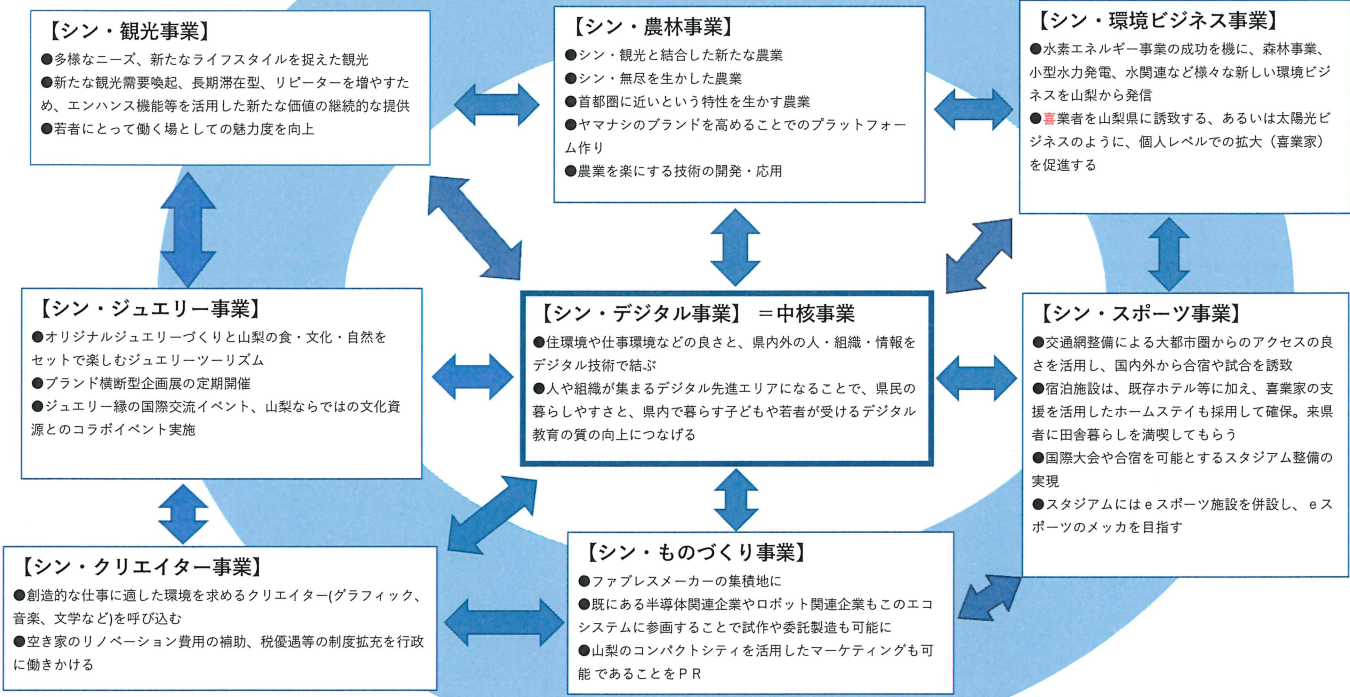 【シン・観光事業】
●多様なニーズ、新たなライフスタイルを捉えた観光
●新たな観光需要喚起、長期滞在型、リピーターを増やすた
め、エンハンス機能等を活用した新たな価値の継続的な提供
●若者にとって働く場としての魅力度を向上
【シン・農林事業】
●シン・観光と結合した新たな農業
●シン・無尽を生かした農業
●首都圏に近いという特性を生かす農業
●ヤマナシのブランドを高めることでのプラットフォー
ム作り
●農業を楽にする技術の開発・応用
【シン・環境ビジネス事業】
●水素エネルギー事業の成功を機に、森林事業、
小型水力発電、水関連など様々な新しい環境ビジ
ネスを山梨から発信
●喜業者を山梨県に誘致する、あるいは太陽光ビ
ジネスのように、個人レベルでの拡大（喜業家）
を促進する
【シン・ジュエリー事業】
●オリジナルジュエリーづくりと山梨の食・文化・自然を
セットで楽しむジュエリーツーリズム
●ブランド横断型企画展の定期開催
●ジュエリー縁の国際交流イベント、山梨ならではの文化資
源とのコラボイベント実施
【シン・デジタル事業】 ＝中核事業
●住環境や仕事環境などの良さと、県内外の人・組織・情報を
デジタル技術で結ぶ
●人や組織が集まるデジタル先進エリアになることで、県民の
暮らしやすさと、県内で暮らす子どもや若者が受けるデジタル
教育の質の向上につなげる
【シン・スポーツ事業】
●交通網整備による大都市圏からのアクセスの良
さを活用し、国内外から合宿や試合を誘致
●宿泊施設は、既存ホテル等に加え、喜業家の支
援を活用したホームステイも採用して確保。来県
者に田舎暮らしを満喫してもらう
●国際大会や合宿を可能とするスタジアム整備の
実現
●スタジアムにはｅスポーツ施設を併設し、ｅス
ポーツのメッカを目指す
【シン・クリエイター事業】
●創造的な仕事に適した環境を求めるクリエイター(グラフィック、
音楽、文学など)を呼び込む
●空き家のリノベーション費用の補助、税優遇等の制度拡充を行政
に働きかける
【シン・ものづくり事業】
●ファブレスメーカーの集積地に
●既にある半導体関連企業やロボット関連企業もこのエコ
システムに参画することで試作や委託製造も可能に
●山梨のコンパクトシティを活用したマーケティングも可
能 であることをＰＲ